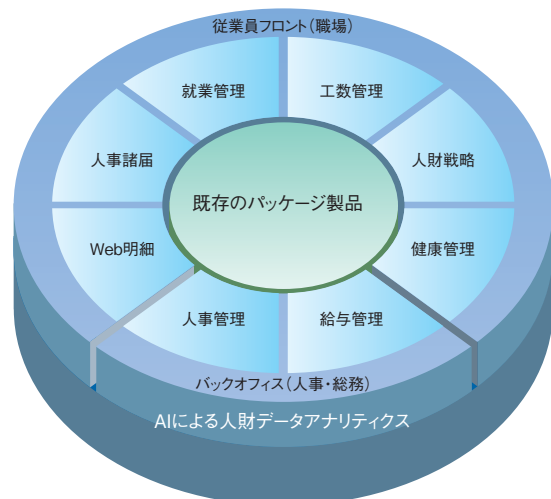 従業員フロント（職場）
就業管理
工数管理
人事諸届
人財戦略
既存のパッケージ製品
Web明細
健康管理
人事管理
給与管理
バックオフィス（人事・総務）
AIによる人財データアナリティクス